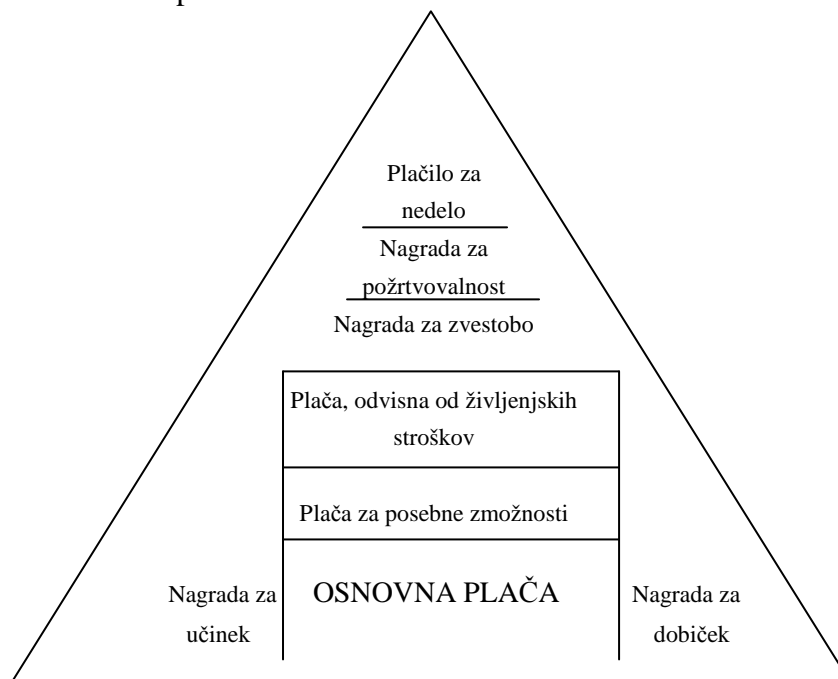 Plačilo za
nedelo
Nagrada za
požrtvovalnost
Nagrada za zvestobo
Plača, odvisna od življenjskih
stroškov
Plača za posebne zmožnosti
Nagrada za
učinek
OSNOVNA PLAČA
Nagrada za
dobiček